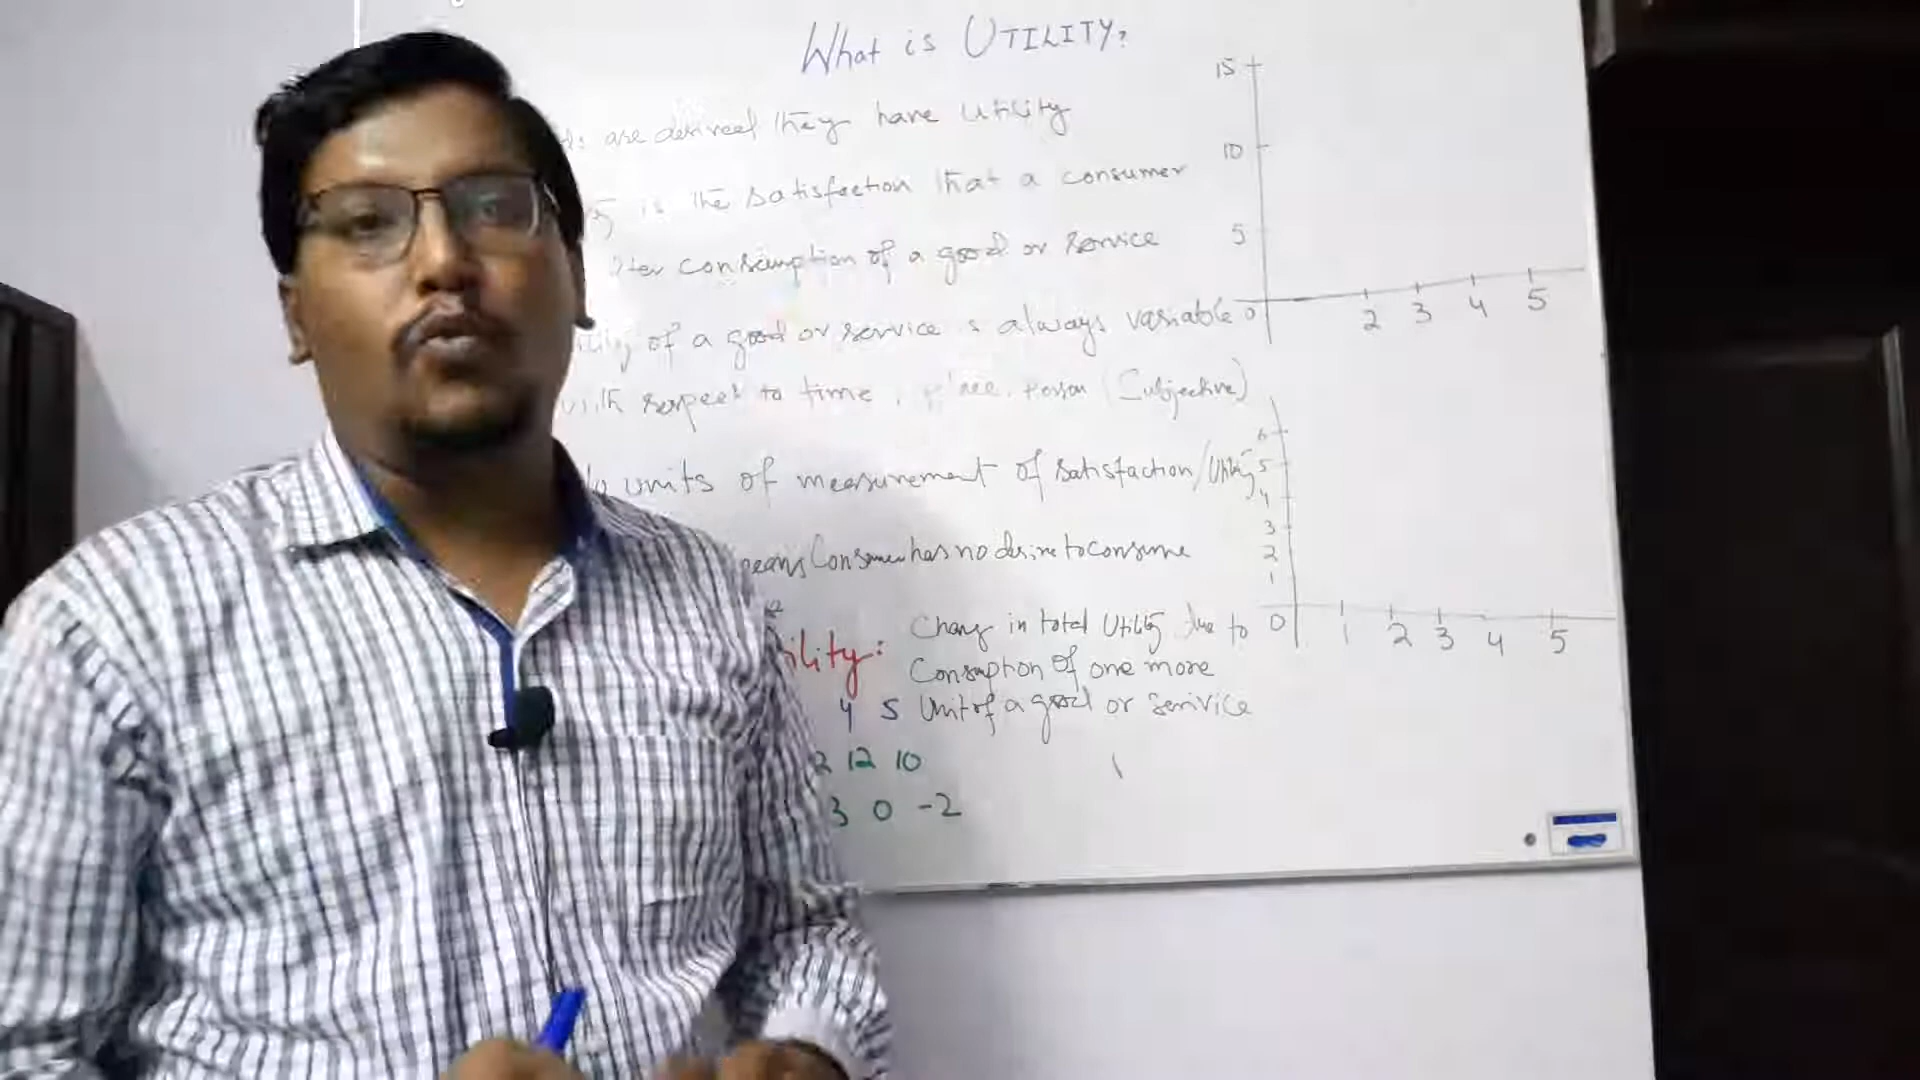 What is UTILITY?
are desired they have Utility
is the satisfaction that a consumer
consumption of a good or service
of a good or service is always variable
with respect to time, place, Person (Subjective)
units of measurement of satisfaction/Utility
means Consumer has no desire to consume
ility: Change in total Utility due to
Consuption of one more
4 5 Unit of a good or serivice
2 12 10
3 0 -2
15
10
5
0 2 3 4 5
6
5
4
3
2
1
0 1 2 3 4 5